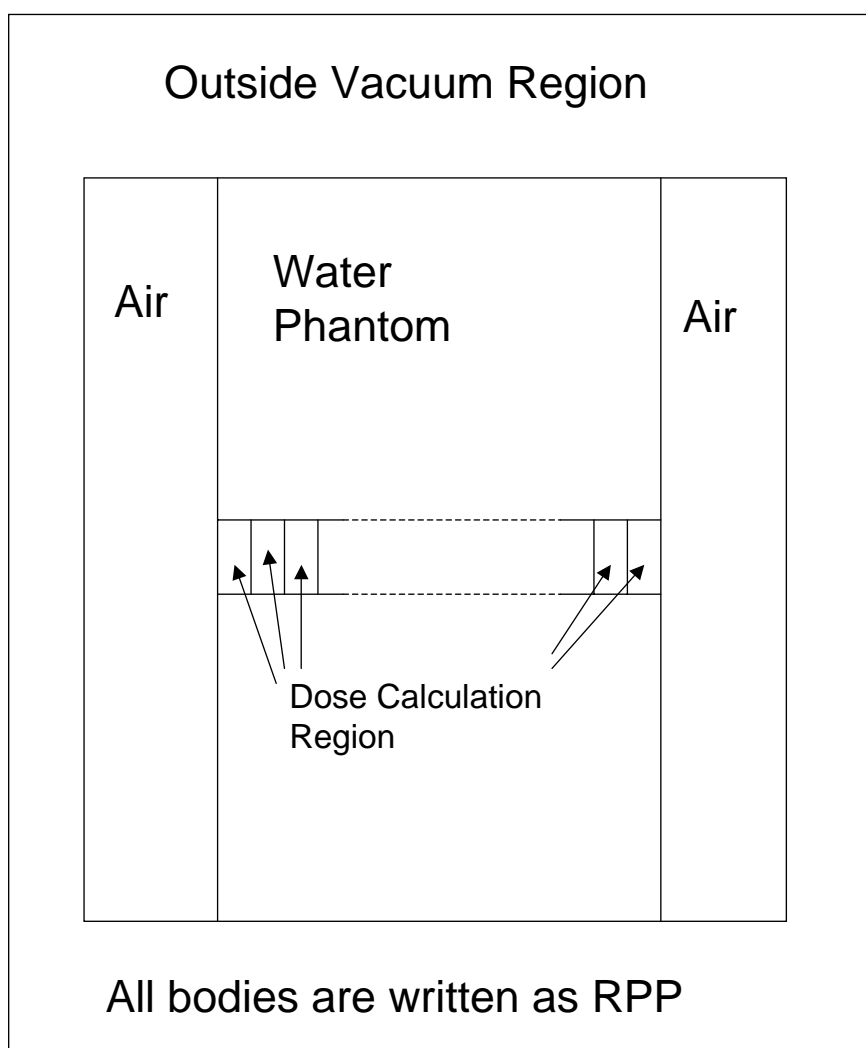 Outside Vacuum Region
Air
Water
Phantom
Air
Dose Calculation
Region
All bodies are written as RPP